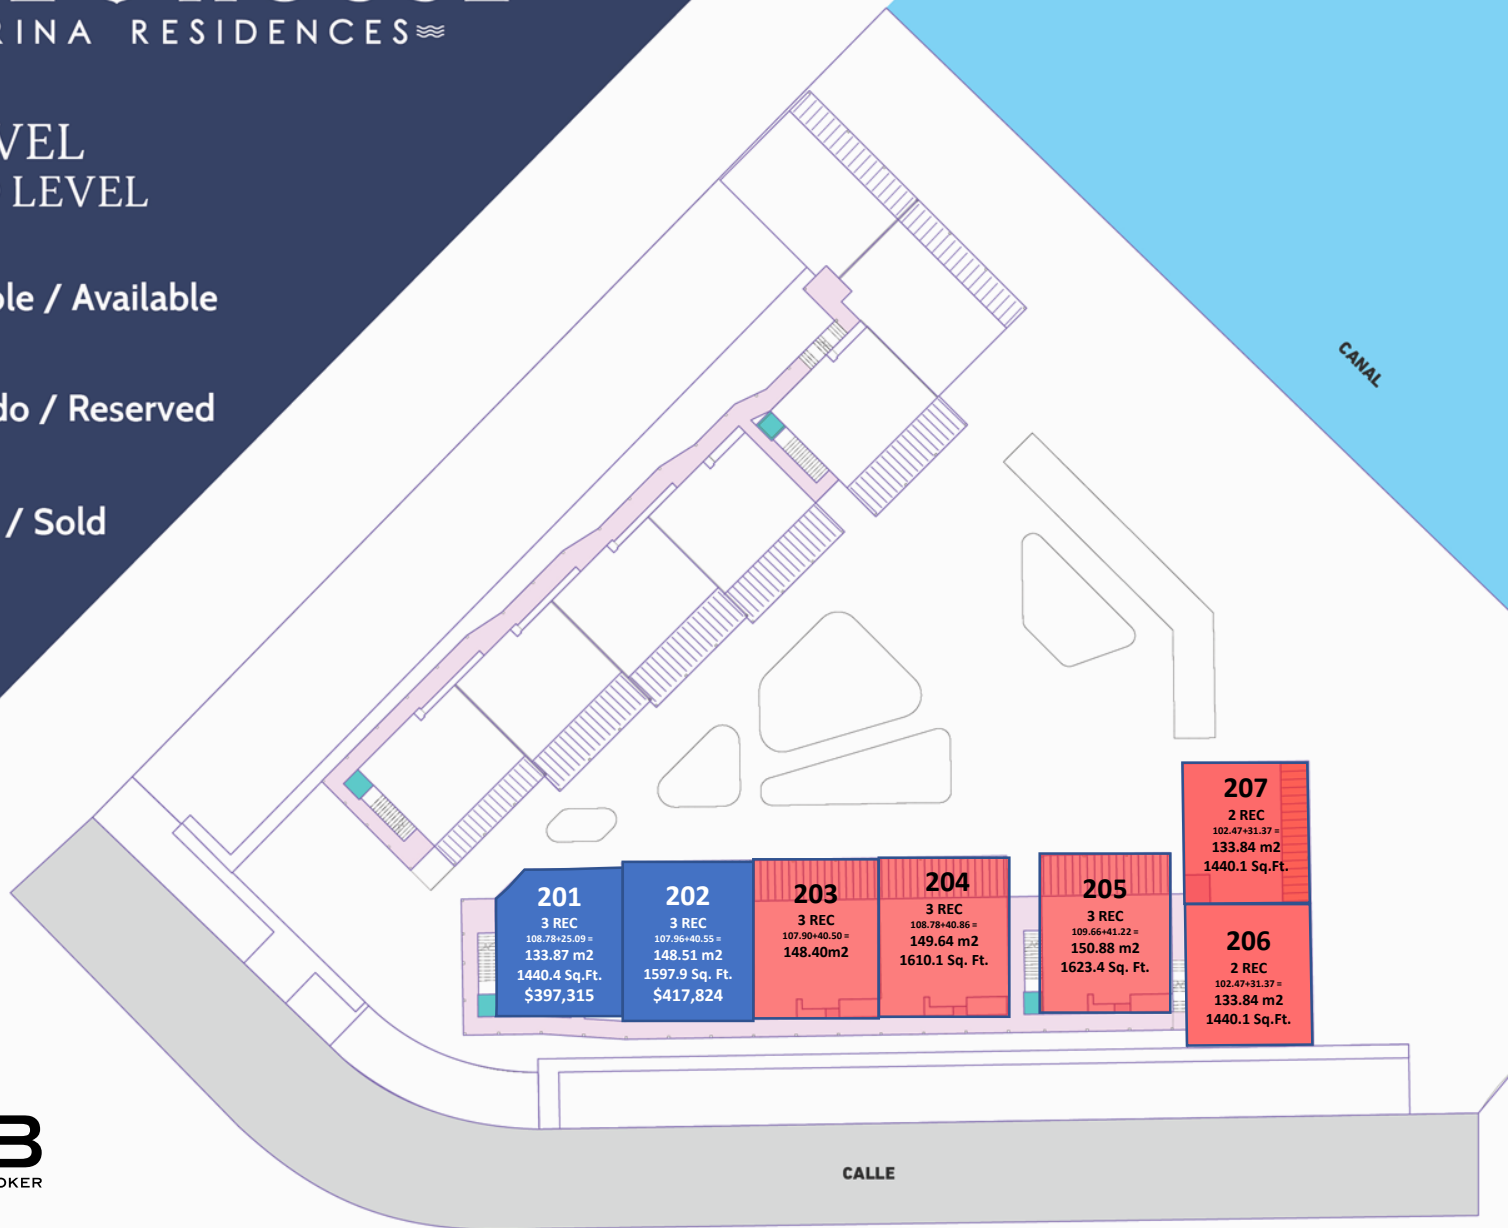 RINA RESIDENCES
VEL
LEVEL
ble / Available
do / Reserved
/ Sold
CANAL
207
2 REC
102.47+31.37 =
133.84 m2
1440.1 Sq.Ft.
201
3 REC
108.78+25.09 =
133.87 m2
1440.4 Sq.Ft.
$397,315
202
3 REC
107.96+40.55 =
148.51 m2
1597.9 Sq. Ft.
$417,824
203
3 REC
107.90+40.50 =
148.40m2
204
3 REC
108.78+40.86 =
149.64 m2
1610.1 Sq. Ft.
205
3 REC
109.66+41.22 =
150.88 m2
1623.4 Sq. Ft.
206
2 REC
102.47+31.37 =
133.84 m2
1440.1 Sq.Ft.
B
OKER
CALLE